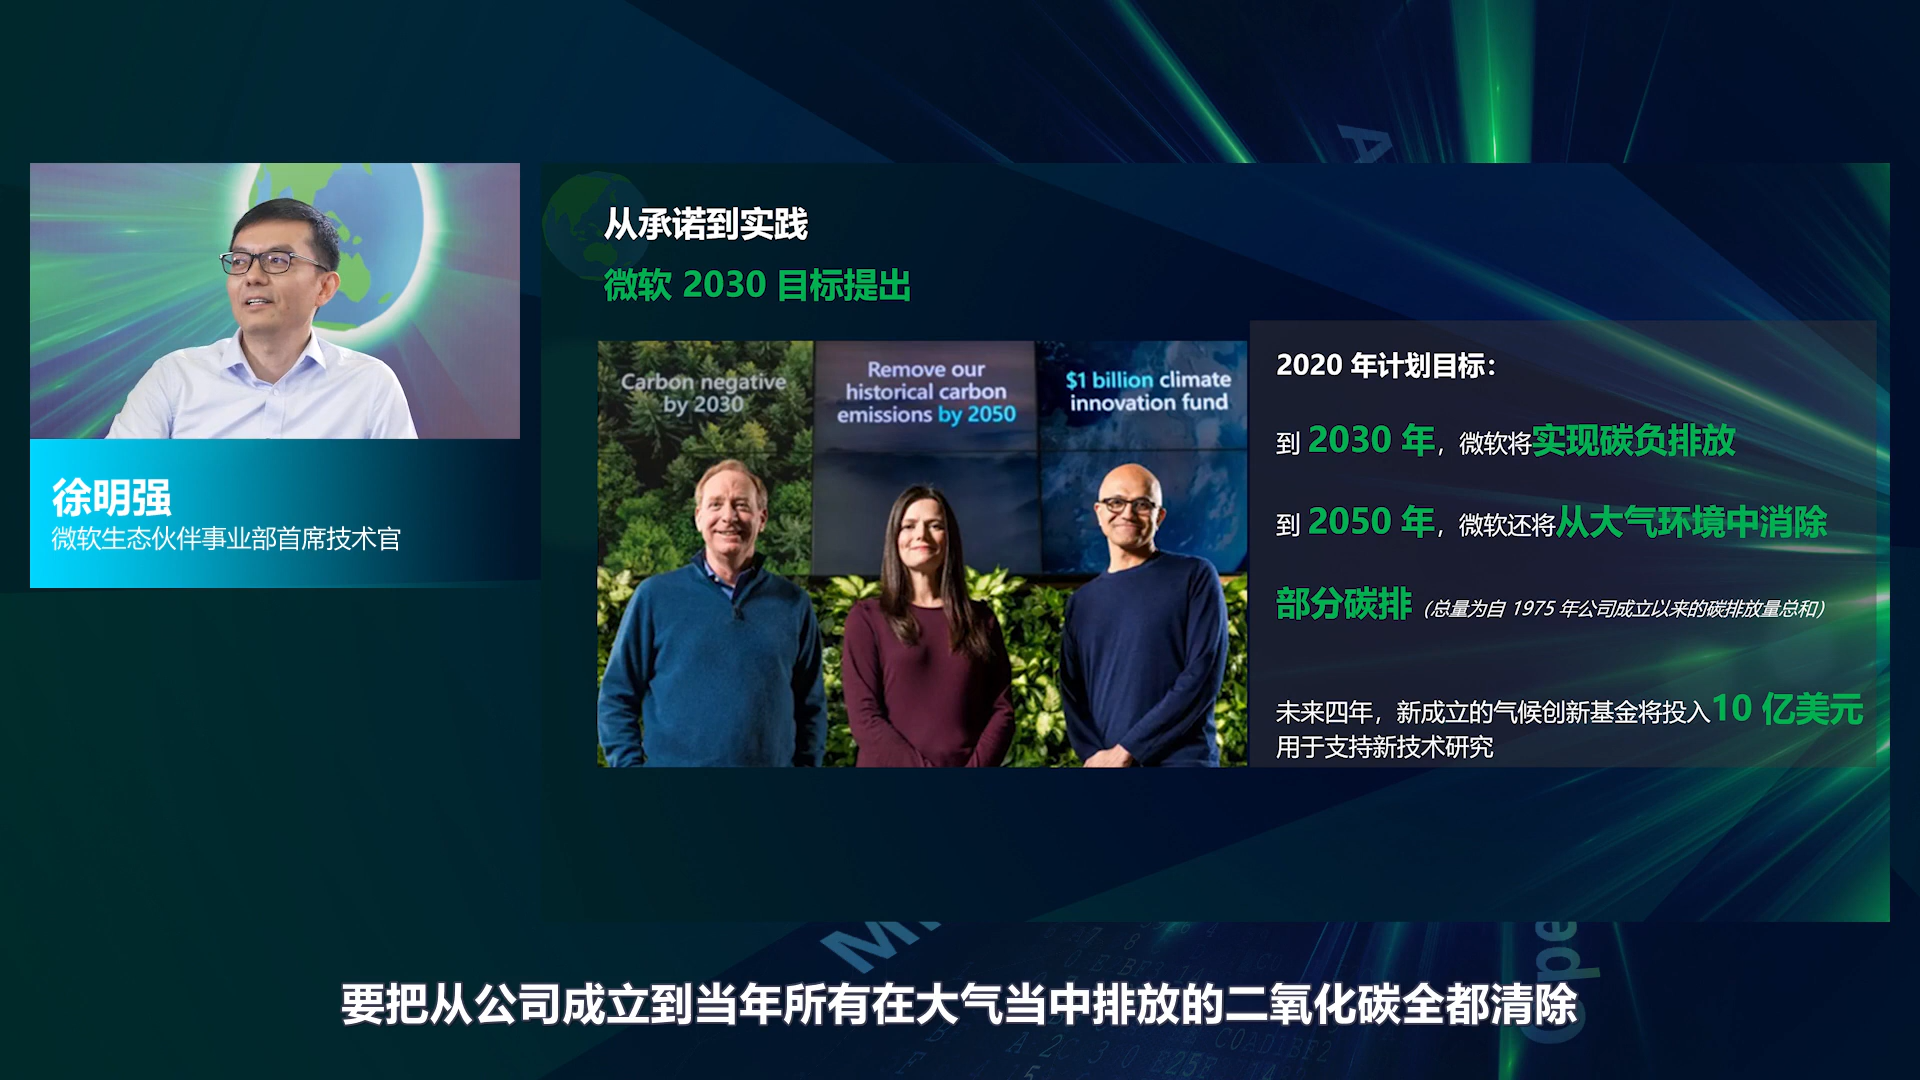 徐明强
微软生态伙伴事业部首席技术官
从承诺到实践
微软 2030 目标提出
Carbon negative
by 2030
Remove our
historical carbon
emissions by 2050
$1 billion climate
innovation fund
2020 年计划目标：
到 2030 年，微软将实现碳负排放
到 2050 年，微软还将从大气环境中消除
部分碳排（总量为自 1975 年公司成立以来的碳排放量总和）
未来四年，新成立的气候创新基金将投入10 亿美元
用于支持新技术研究
要把从公司成立到当年所有在大气当中排放的二氧化碳全都清除